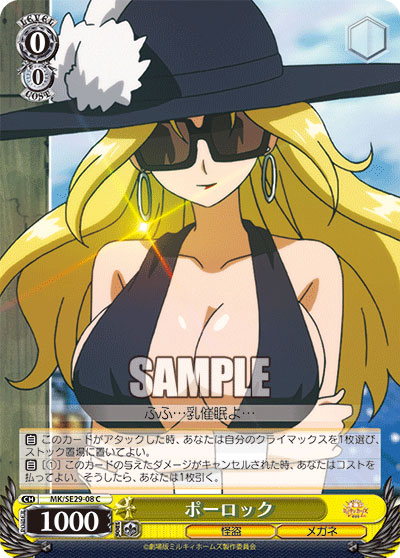 LEVEL
0
0
COST
SAMPLE
ふふ…乳催眠よ…
このカードがアタックした時、あなたは自分のクライマックスを1枚選び、
ストック置場に置いてよい。
[①] このカードの与えたダメージがキャンセルされた時、あなたはコストを
払ってよい。そうしたら、あなたは1枚引く。
CH MK/SE29-08 C
1000 ポーロック
怪盗 メガネ
©劇場版ミルキィホームズ製作委員会